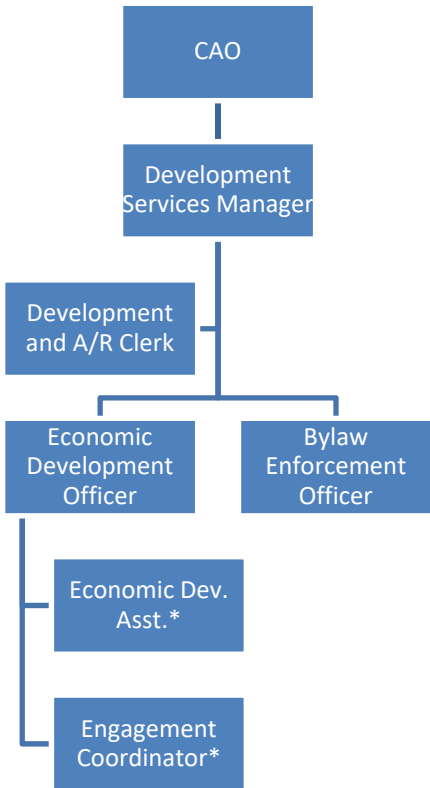 CAO
Development
Services Manager
Development
and A/R Clerk
Economic
Development
Officer
Bylaw
Enforcement
Officer
Economic Dev.
Asst.*
Engagement
Coordinator*